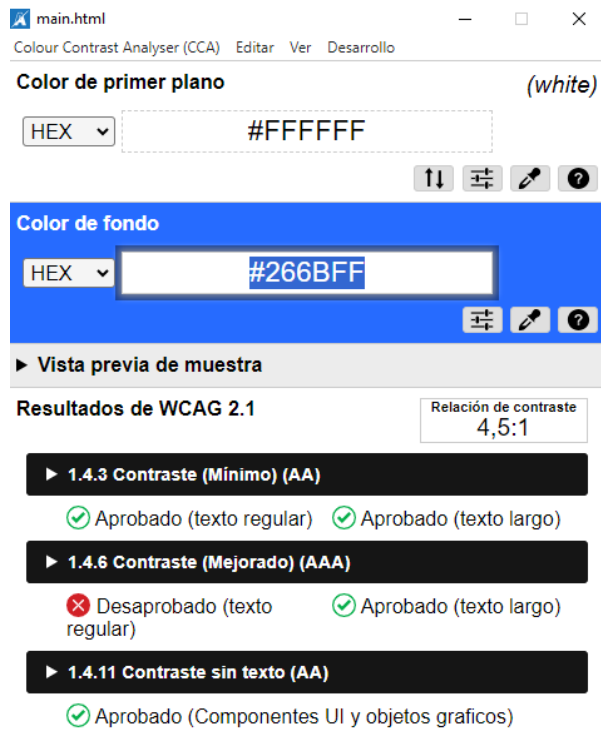 main.html
Colour Contrast Analyser (CCA) Editar Ver Desarrollo
Color de primer plano (white)
HEX #FFFFFF
Color de fondo
HEX #266BFF
Vista previa de muestra
Resultados de WCAG 2.1
Relación de contraste
4,5:1
1.4.3 Contraste (Mínimo) (AA)
Aprobado (texto regular) Aprobado (texto largo)
1.4.6 Contraste (Mejorado) (AAA)
Desaprobado (texto Aprobado (texto largo)
regular)
1.4.11 Contraste sin texto (AA)
Aprobado (Componentes UI y objetos graficos)